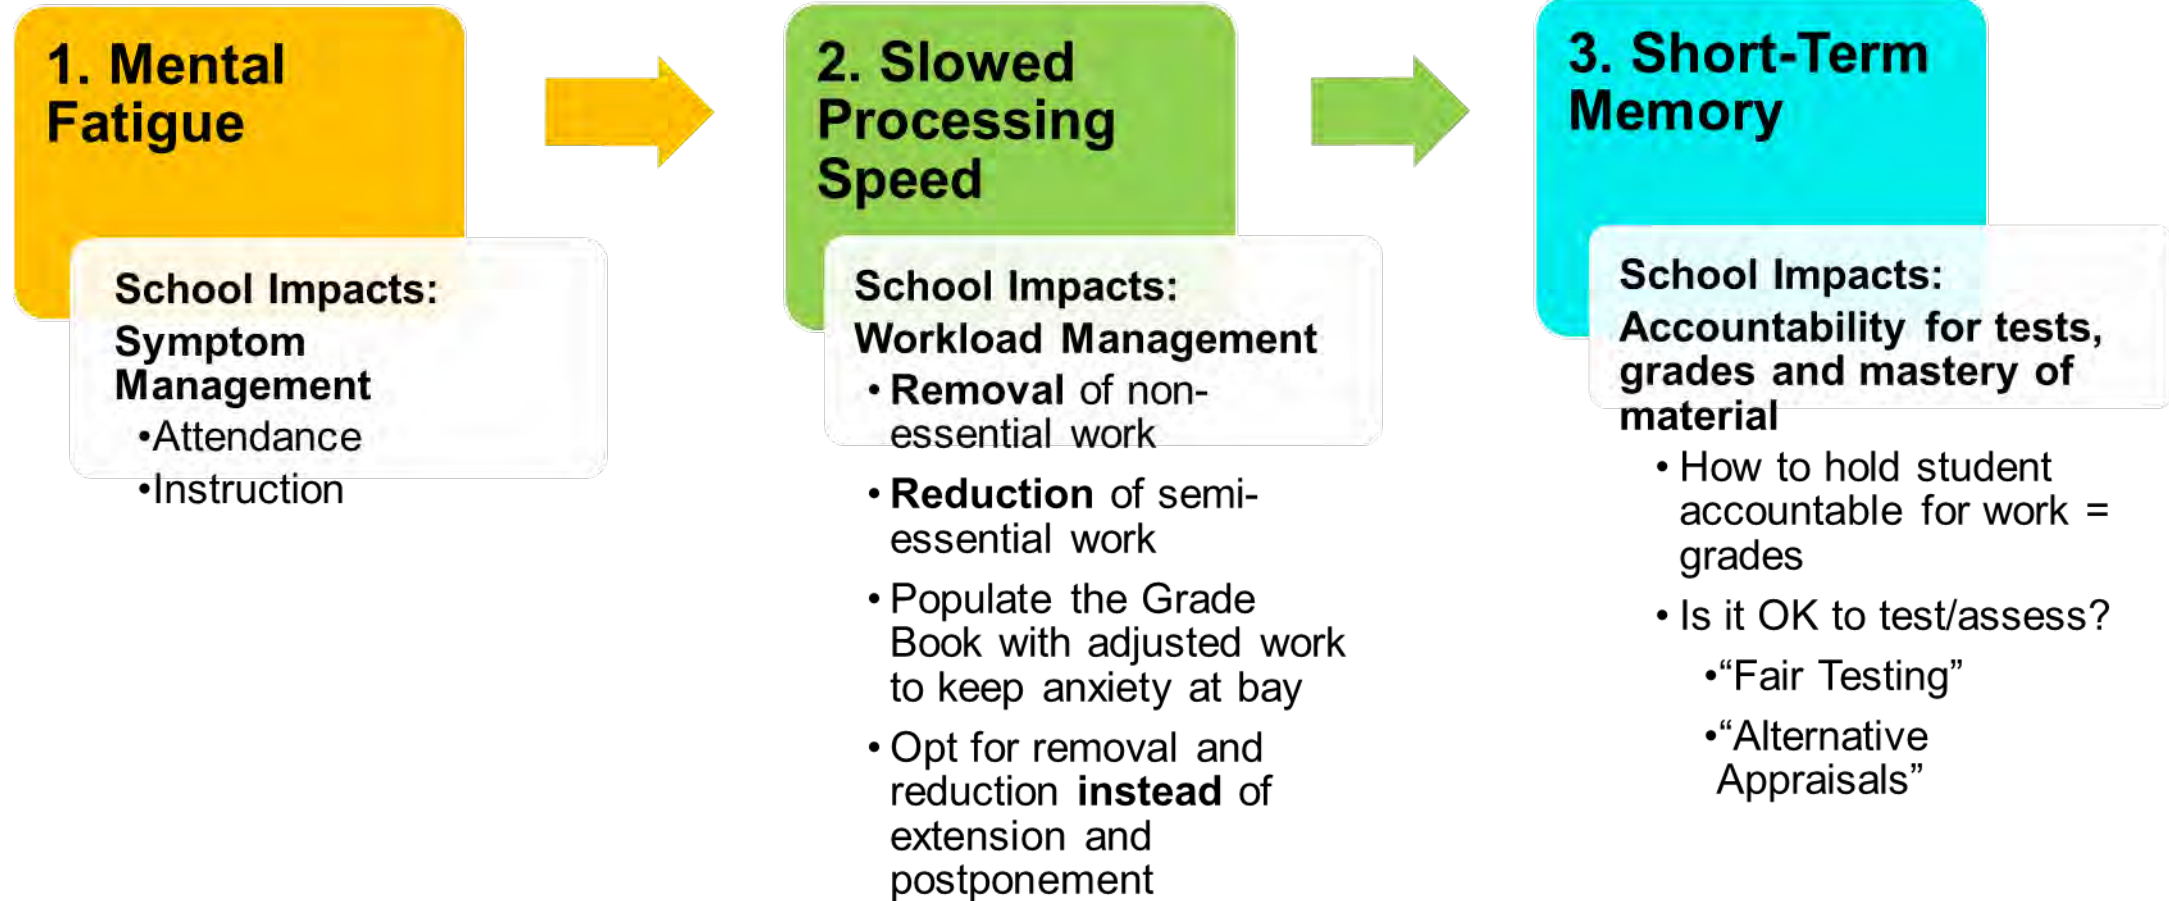 1. Mental
Fatigue
School Impacts:
Symptom
Management
•Attendance
•Instruction
2. Slowed
Processing
Speed
School Impacts:
Workload Management
• Removal of non-
essential work
• Reduction of semi-
essential work
• Populate the Grade
Book with adjusted work
to keep anxiety at bay
• Opt for removal and
reduction instead of
extension and
postponement
3. Short-Term
Memory
School Impacts:
Accountability for tests,
grades and mastery of
material
• How to hold student
accountable for work =
grades
• Is it OK to test/assess?
•“Fair Testing”
•“Alternative
Appraisals”